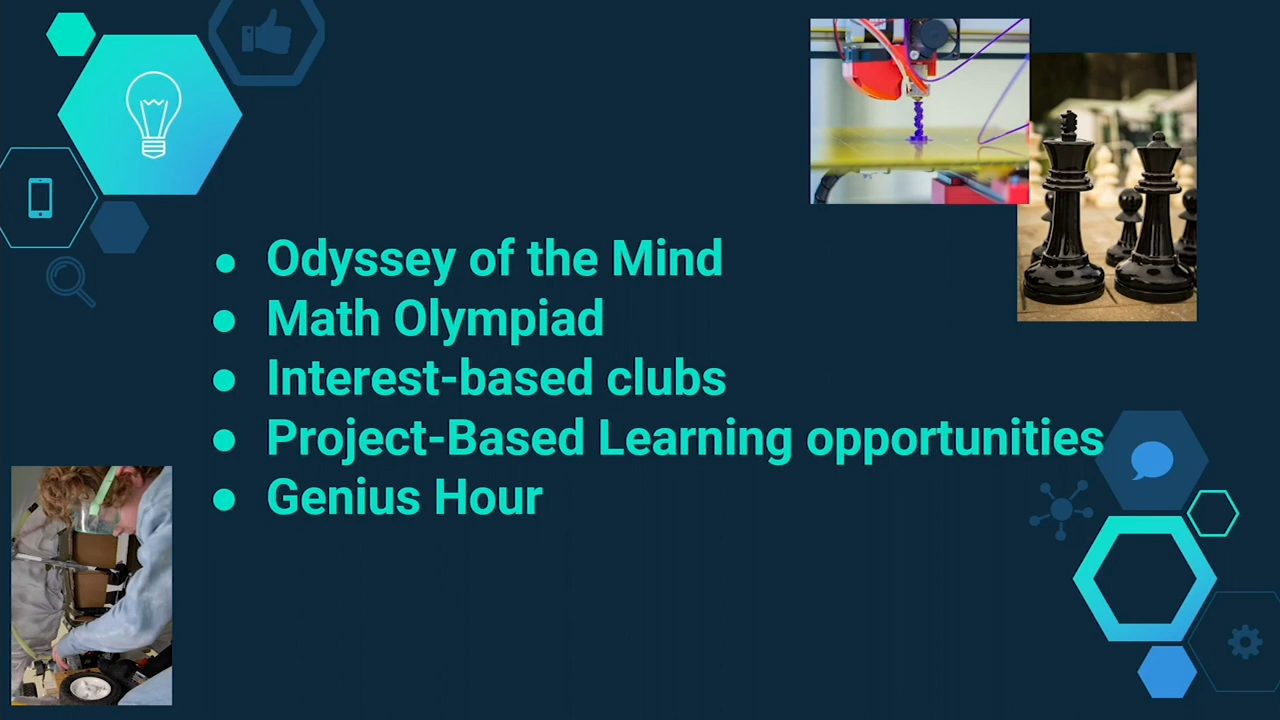 ● Odyssey of the Mind
● Math Olympiad
● Interest-based clubs
● Project-Based Learning opportunities
● Genius Hour